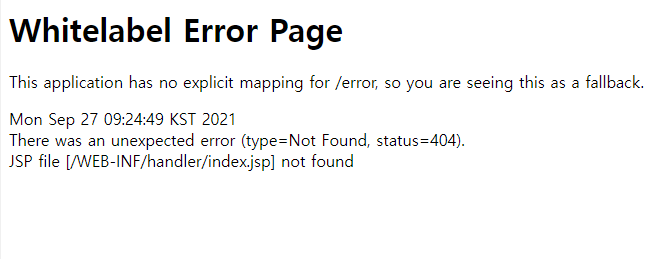 Whitelabel Error Page
This application has no explicit mapping for /error, so you are seeing this as a fallback.
Mon Sep 27 09:24:49 KST 2021
There was an unexpected error (type=Not Found, status=404).
JSP file [/WEB-INF/handler/index.jsp] not found